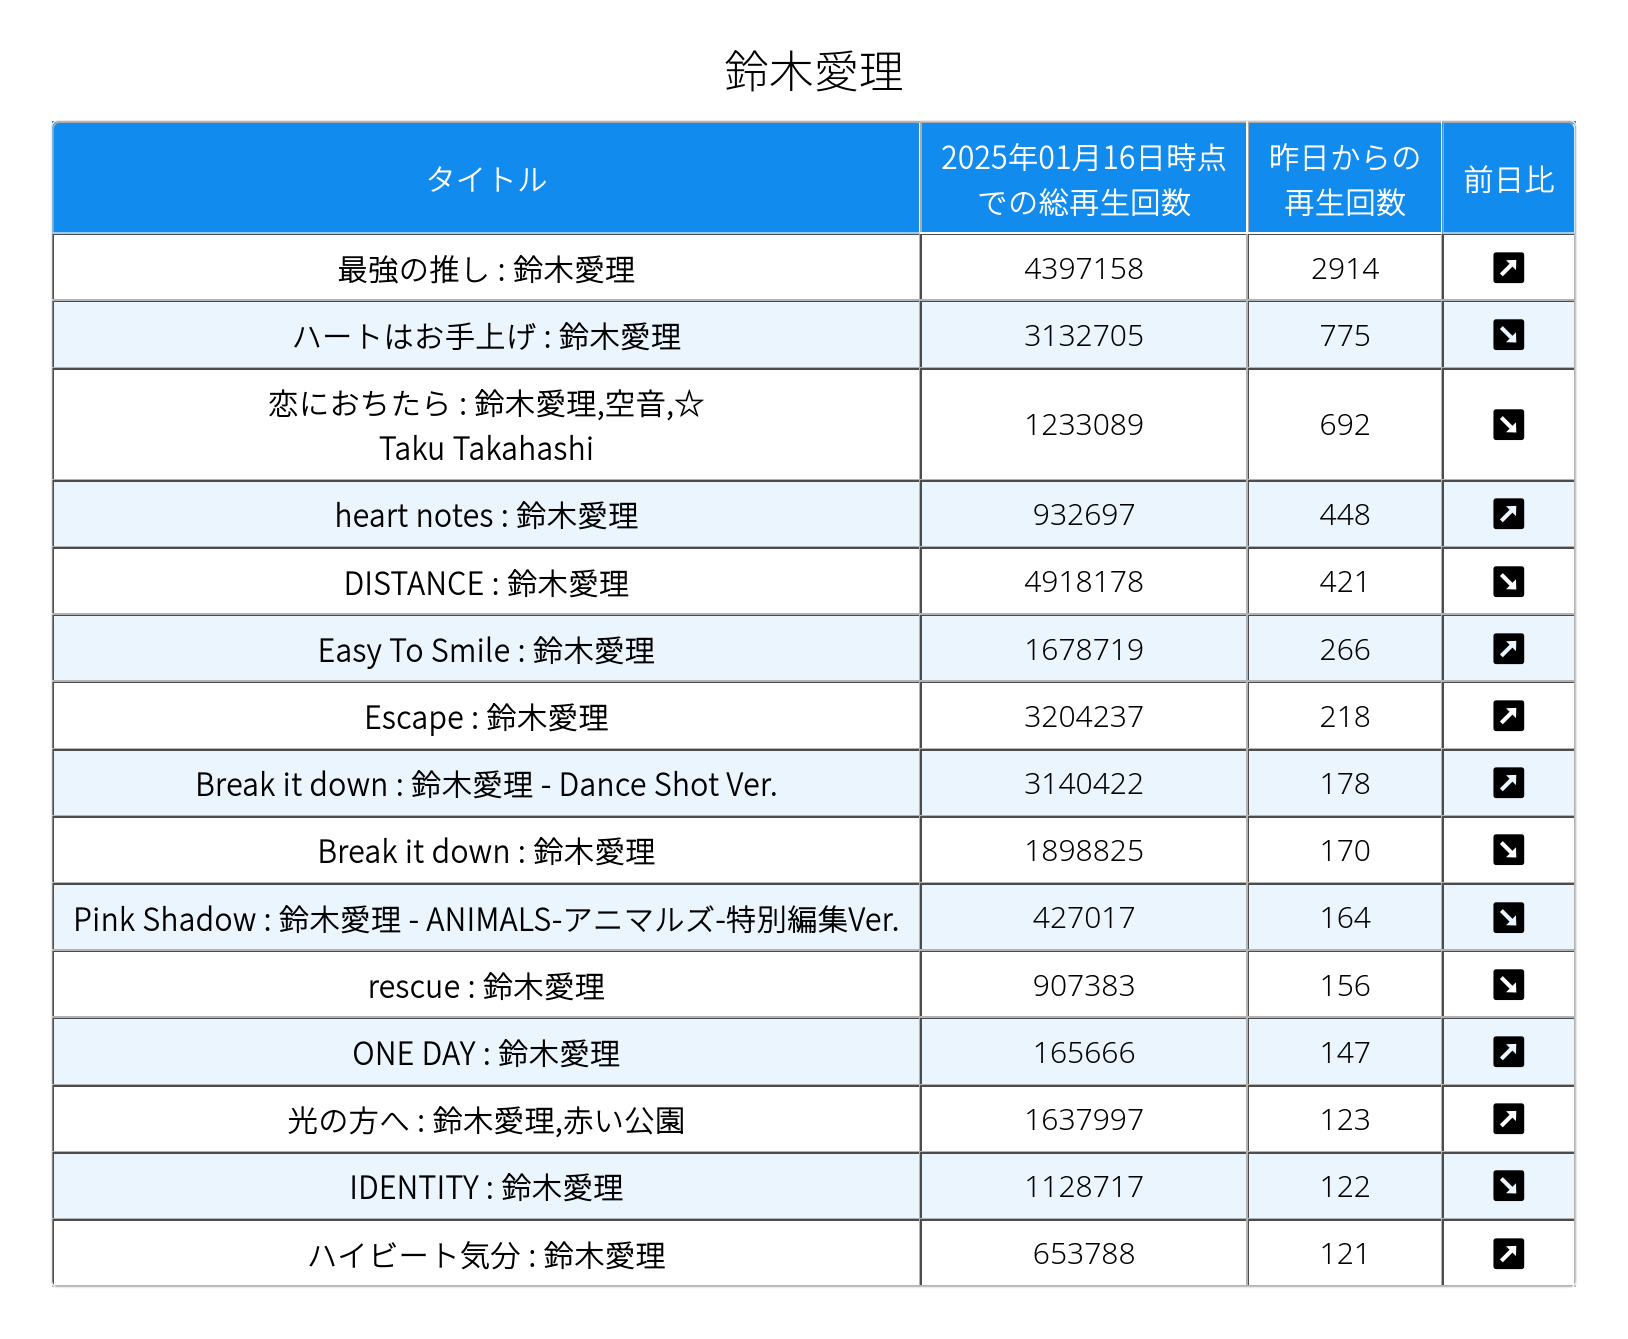 鈴木愛理
タイトル
2025年01月16日時点
での総再生回数
昨日からの
再生回数
前日比
最強の推し : 鈴木愛理 4397158 2914
ハートはお手上げ : 鈴木愛理 3132705 775
恋におちたら : 鈴木愛理,空音,☆
Taku Takahashi
1233089 692
heart notes : 鈴木愛理 932697 448
DISTANCE : 鈴木愛理 4918178 421
Easy To Smile : 鈴木愛理 1678719 266
Escape : 鈴木愛理 3204237 218
Break it down : 鈴木愛理 - Dance Shot Ver. 3140422 178
Break it down : 鈴木愛理 1898825 170
Pink Shadow : 鈴木愛理 - ANIMALS-アニマルズ-特別編集Ver. 427017 164
rescue : 鈴木愛理 907383 156
ONE DAY : 鈴木愛理 165666 147
光の方へ : 鈴木愛理,赤い公園 1637997 123
IDENTITY : 鈴木愛理 1128717 122
ハイビート気分 : 鈴木愛理 653788 121